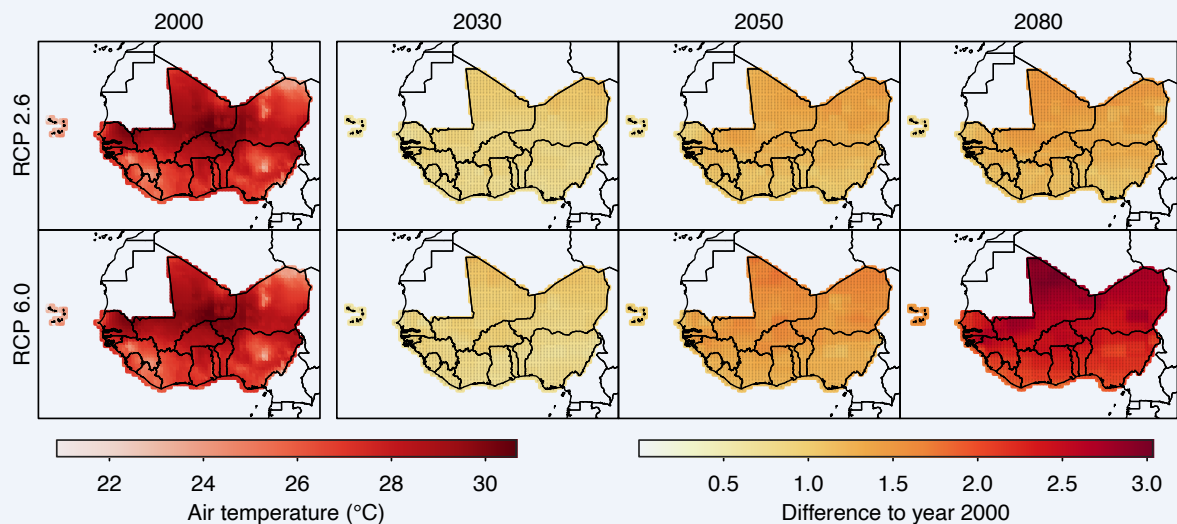 2000 2030 2050 2080
RCP 2.6
RCP 6.0
22 24 26 28 30
Air temperature (°C)
0.5 1.0 1.5 2.0 2.5 3.0
Difference to year 2000